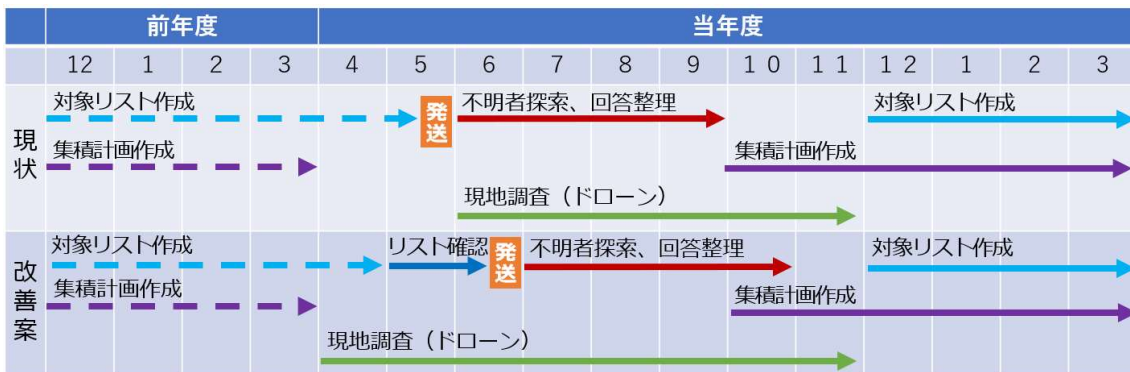 前年度 当年度
12 1 2 3 4 5 6 7 8 9 10 11 12 1 2 3
現状
対象リスト作成 発送 不明者探索、回答整理 対象リスト作成
集積計画作成 集積計画作成
現地調査（ドローン）
改善案
対象リスト作成 リスト確認 発送 不明者探索、回答整理 対象リスト作成
集積計画作成 集積計画作成
現地調査（ドローン）